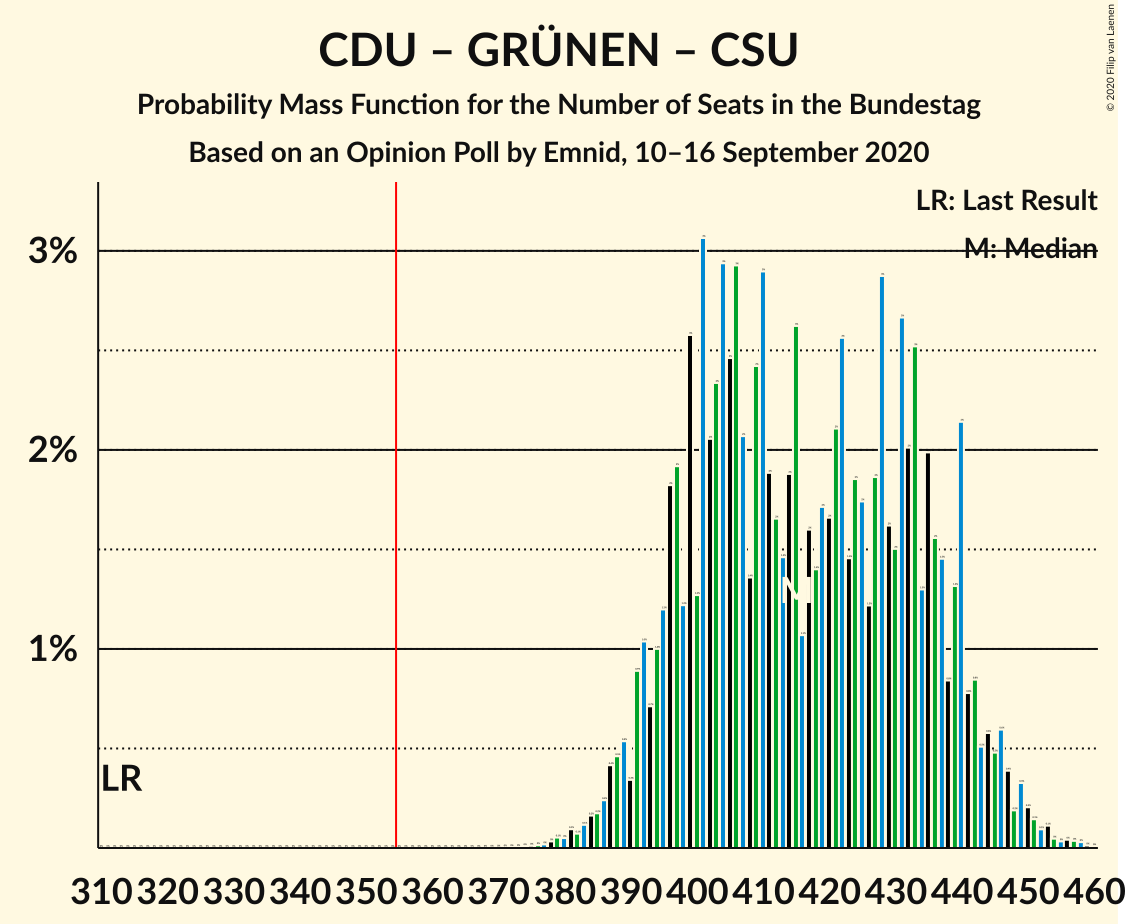 CDU – GRÜNEN – CSU
Probability Mass Function for the Number of Seats in the Bundestag
Based on an Opinion Poll by Emnid, 10–16 September 2020
© 2020 Filip van Laenen
LR: Last Result
M: Median
3%
2%
1%
LR
310 320 330 340 350 360 370 380 390 400 410 420 430 440 450 460